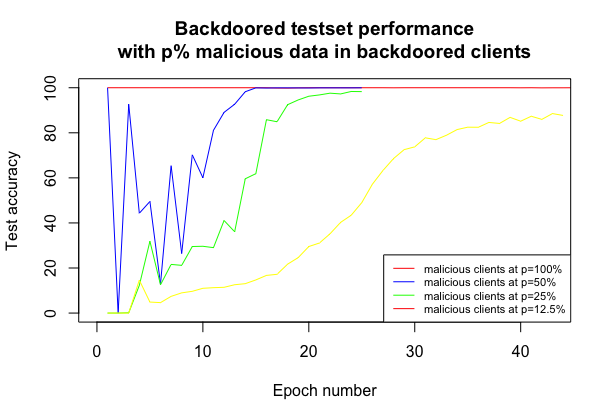 Backdoored testset performance
with p% malicious data in backdoored clients
Test accuracy
100
80
60
40
20
0
malicious clients at p=100%
malicious clients at p=50%
malicious clients at p=25%
malicious clients at p=12.5%
0 10 20 30 40
Epoch number